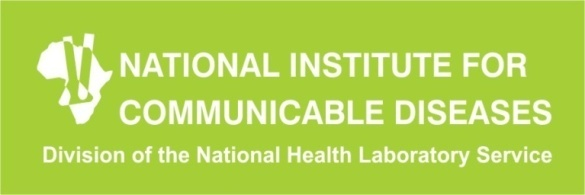 NATIONAL INSTITUTE FOR
COMMUNICABLE DISEASES
Division of the National Health Laboratory Service